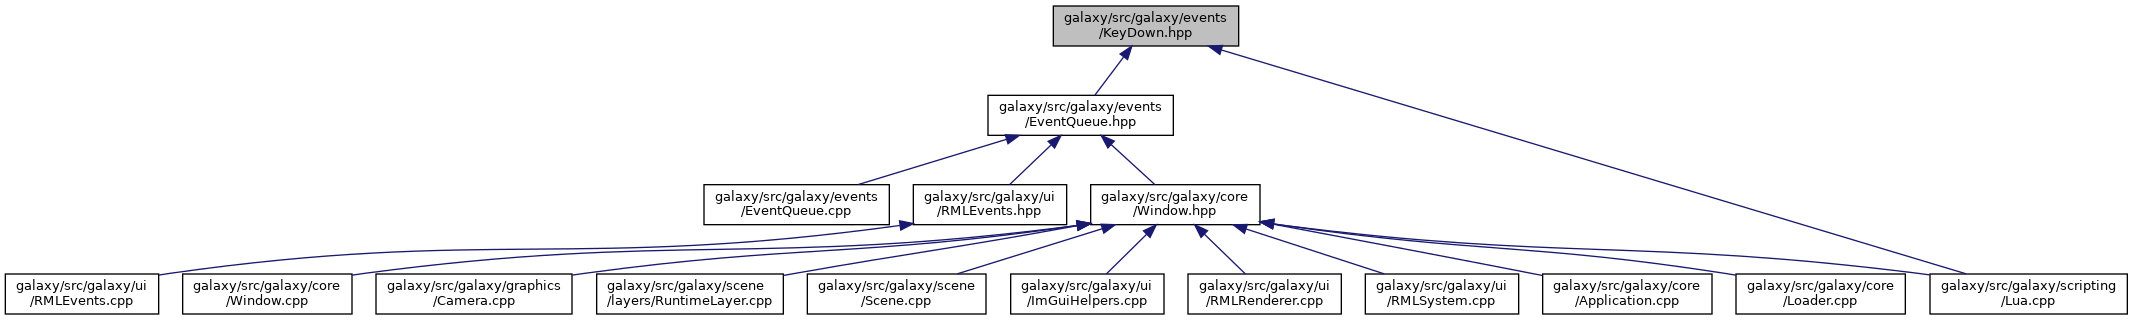 galaxy/src/galaxy/events
/KeyDown.hpp
galaxy/src/galaxy/events
/EventQueue.hpp
galaxy/src/galaxy/events
/EventQueue.cpp
galaxy/src/galaxy/ui
/RMLEvents.hpp
galaxy/src/galaxy/core
/Window.hpp
galaxy/src/galaxy/ui
/RMLEvents.cpp
galaxy/src/galaxy/core
/Window.cpp
galaxy/src/galaxy/graphics
/Camera.cpp
galaxy/src/galaxy/scene
/layers/RuntimeLayer.cpp
galaxy/src/galaxy/scene
/Scene.cpp
galaxy/src/galaxy/ui
/ImGuiHelpers.cpp
galaxy/src/galaxy/ui
/RMLRenderer.cpp
galaxy/src/galaxy/ui
/RMLSystem.cpp
galaxy/src/galaxy/core
/Application.cpp
galaxy/src/galaxy/core
/Loader.cpp
galaxy/src/galaxy/scripting
/Lua.cpp